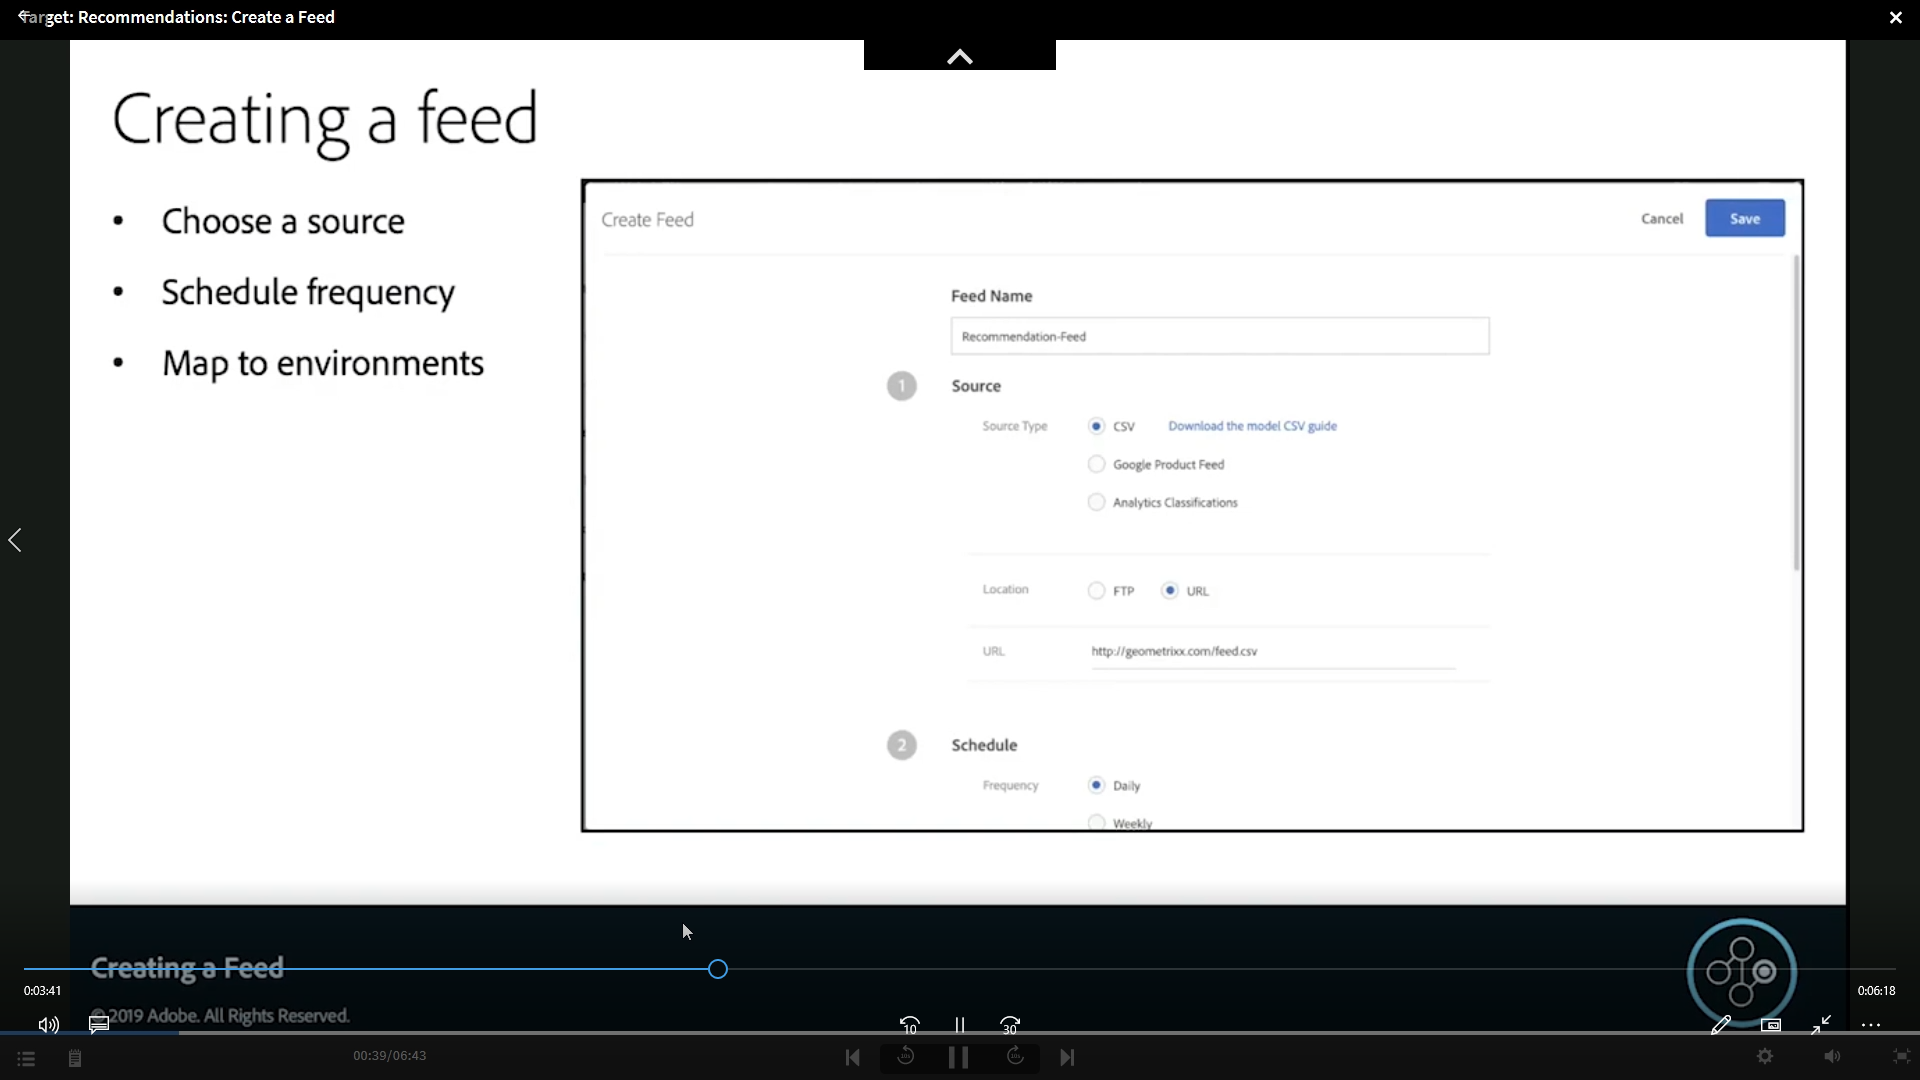 Target: Recommendations: Create a Feed
Creating a feed
• Choose a source
• Schedule frequency
• Map to environments
Create Feed
Cancel
Save
Feed Name
Recommendation-Feed
1 Source
Source Type
CSV
Download the model CSV guide
Google Product Feed
Analytics Classifications
Location
FTP
URL
URL
http://geometrixx.com/feed.csv
2 Schedule
Frequency
Daily
Weekly
Creating a Feed
0:03:41
0:06:18
©2019 Adobe. All Rights Reserved.
10
30
00:39/06:43
10s
10s